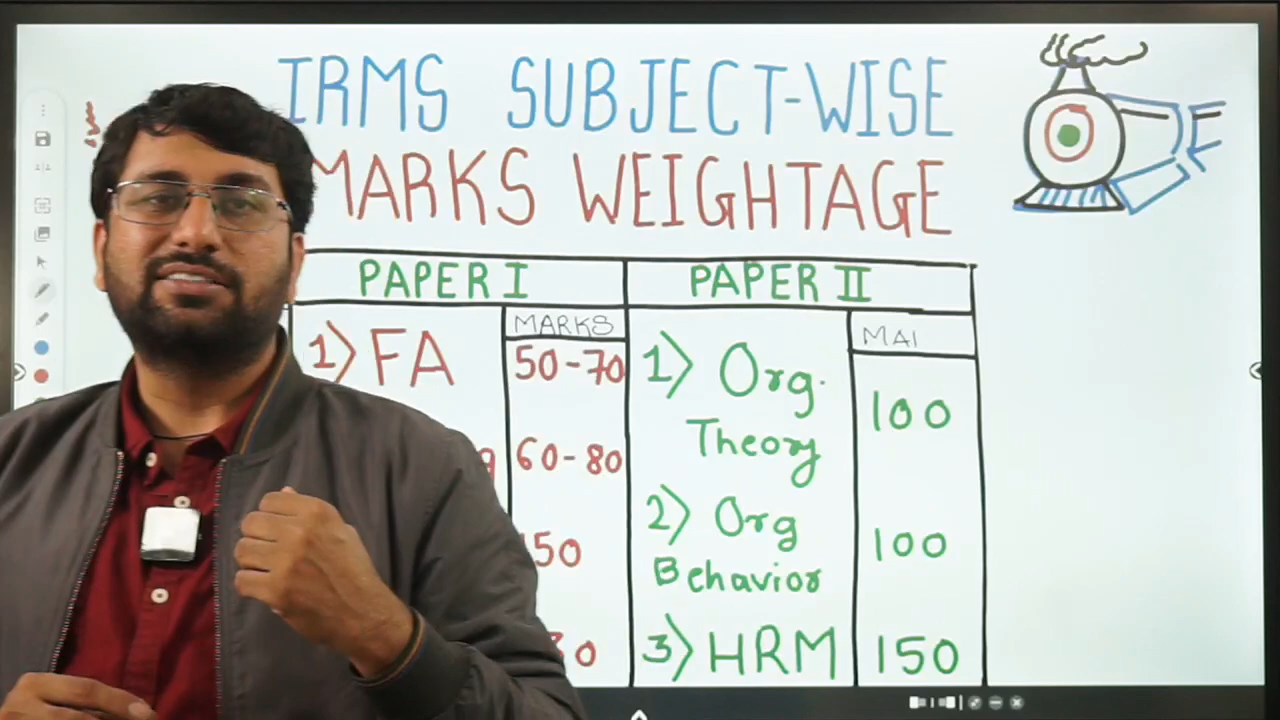 IRMS SUBJECT-WISE
MARKS WEIGHTAGE
PAPER I
MARKS
1) FA
50-70
60-80
50
PAPER II
MA
1) Org.
Theory
100
2) Org
Behavior
100
3) HRM
150